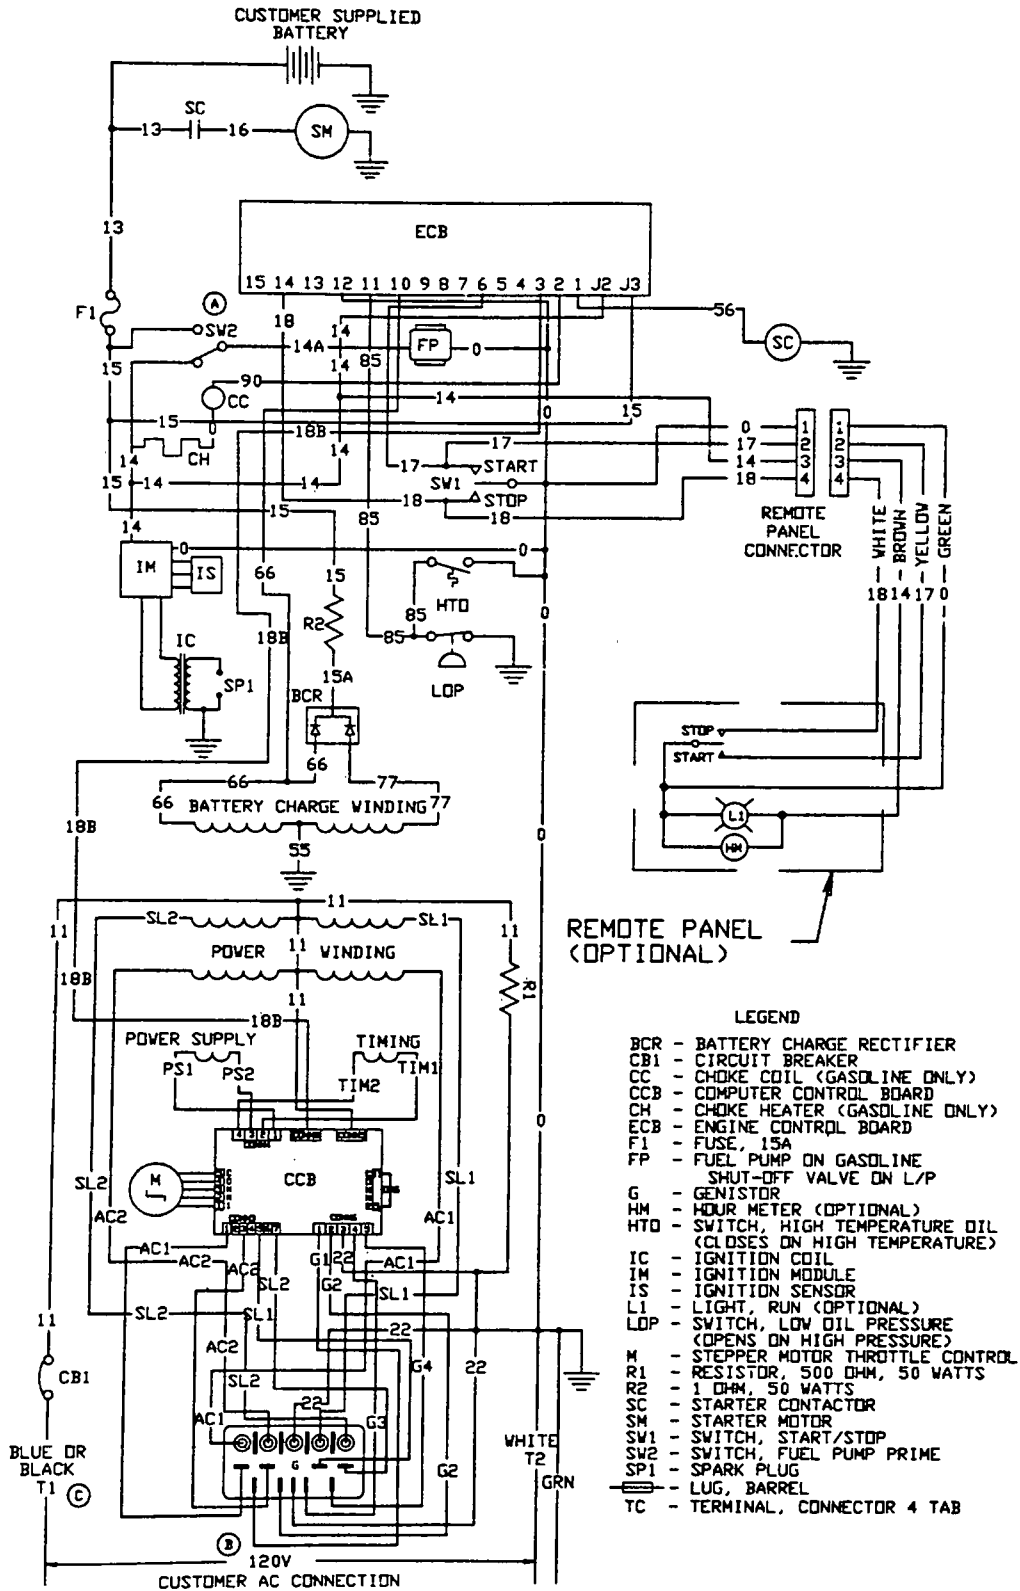 CUSTOMER SUPPLIED
BATTERY
SC
13
16
SM
13
ECB
15 14 13 12 11 10 9 8 7 6 5 4 3 2 1 J2 J3
F1
A
SW2
18
14
14A
FP
0
85
56
SC
15
14
90
CC
14
15
0
15
0
18B
CH
14
17
17
START
SW1
STOP
18
18
0
17
14
18
1
2
3
4
1
2
3
4
REMOTE
PANEL
CONNECTOR
WHITE
BROWN
YELLOW
GREEN
18
14
17
0
14
15
14
14
15
85
14
0
0
IM
IS
66
15
HTO
85
R2
18B
85
0
LOP
IC
SP1
15A
BCR
66
66
77
66
BATTERY CHARGE WINDING
77
18B
55
0
STOP
START
L1
HM
REMOTE PANEL
(OPTIONAL)
11
SL2
SL1
11
11
11
POWER
WINDING
18B
11
R1
18B
POWER SUPPLY
TIMING
PS1
PS2
TIM2
TIM1
4 3 2 1
0
M
CCB
SL2
AC2
SL1
AC1
AC1
AC2
AC2
SL2
G1
22
G2
AC1
SL1
SL2
SL1
22
11
AC2
G4
22
CB1
SL2
22
AC1
G3
G
G2
BLUE OR
BLACK
T1
C
WHITE
T2
GRN
B
120V
CUSTOMER AC CONNECTION
LEGEND
BCR - BATTERY CHARGE RECTIFIER
CB1 - CIRCUIT BREAKER
CC - CHOKE COIL (GASOLINE ONLY)
CCB - COMPUTER CONTROL BOARD
CH - CHOKE HEATER (GASOLINE ONLY)
ECB - ENGINE CONTROL BOARD
F1 - FUSE, 15A
FP - FUEL PUMP ON GASOLINE
SHUT-OFF VALVE ON L/P
G - GENISTOR
HM - HOUR METER (OPTIONAL)
HTO - SWITCH, HIGH TEMPERATURE OIL
(CLOSES ON HIGH TEMPERATURE)
IC - IGNITION COIL
IM - IGNITION MODULE
IS - IGNITION SENSOR
L1 - LIGHT, RUN (OPTIONAL)
LOP - SWITCH, LOW OIL PRESSURE
(OPENS ON HIGH PRESSURE)
M - STEPPER MOTOR THROTTLE CONTROL
R1 - RESISTOR, 500 OHM, 50 WATTS
R2 - 1 OHM, 50 WATTS
SC - STARTER CONTACTOR
SM - STARTER MOTOR
SW1 - SWITCH, START/STOP
SW2 - SWITCH, FUEL PUMP PRIME
SP1 - SPARK PLUG
- LUG, BARREL
TC - TERMINAL, CONNECTOR 4 TAB